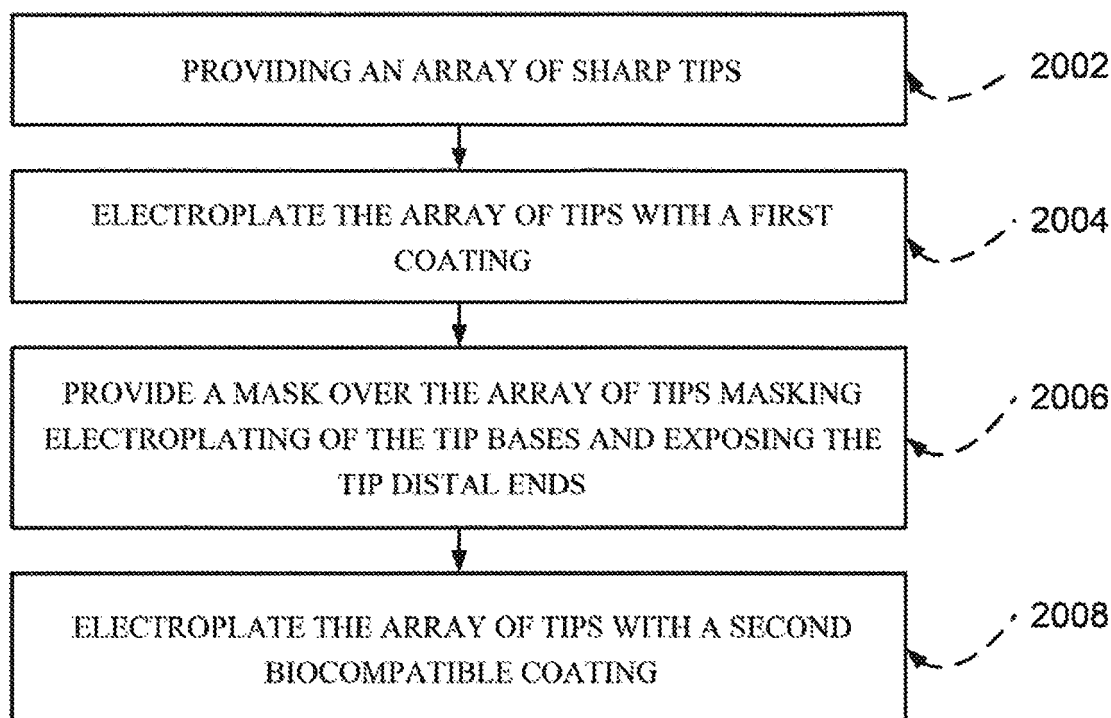 PROVIDING AN ARRAY OF SHARP TIPS
2002
ELECTROPLATE THE ARRAY OF TIPS WITH A FIRST
COATING
2004
PROVIDE A MASK OVER THE ARRAY OF TIPS MASKING
ELECTROPLATING OF THE TIP BASES AND EXPOSING THE
TIP DISTAL ENDS
2006
ELECTROPLATE THE ARRAY OF TIPS WITH A SECOND
BIOCOMPATIBLE COATING
2008